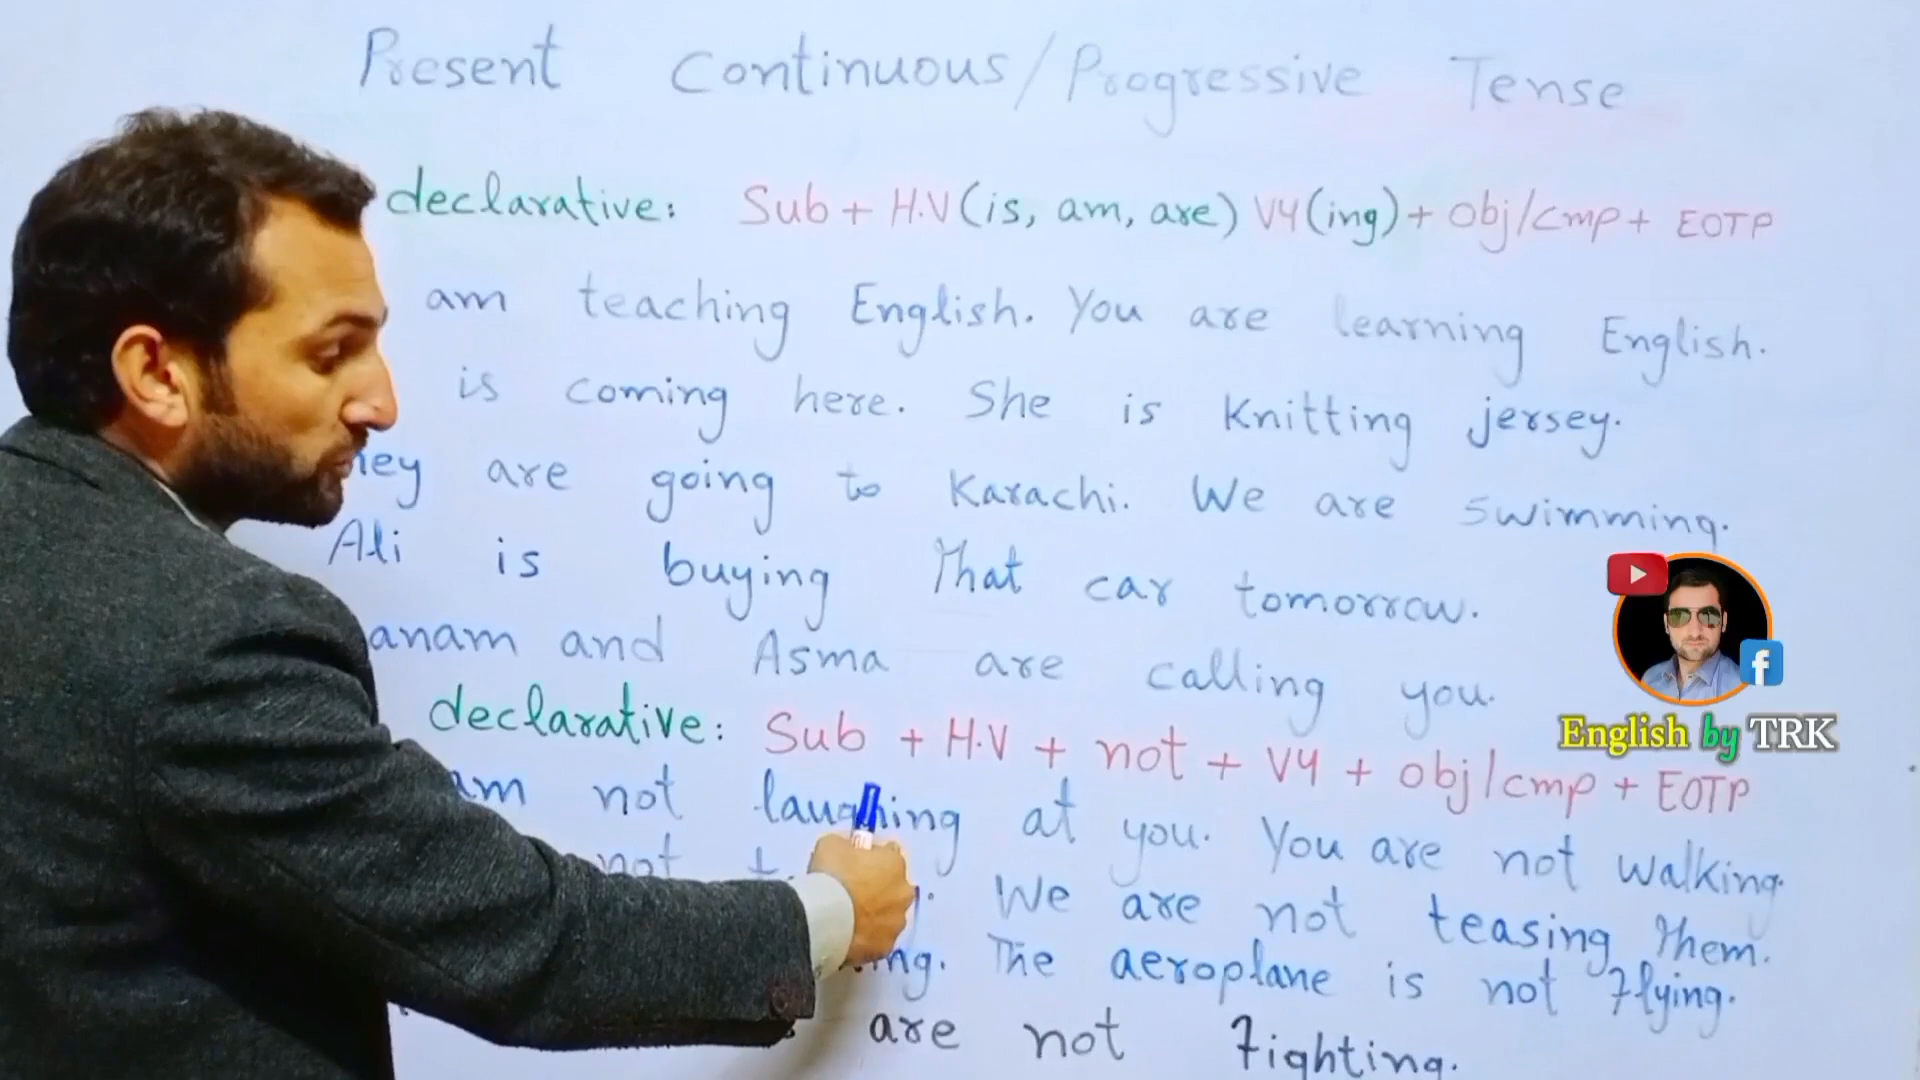 Present Continuous/Progressive Tense
declarative: Sub + H.V (is, am, are) V4 (ing) + Obj/cmp + EOTP
am teaching English. You are learning English.
is coming here. She is knitting jersey.
are going to Karachi. We are swimming.
Ali is buying that car tomorrow.
and Asma are calling you.
declarative: Sub + H.V + not + V4 + obj/cmp + EOTP
am not laughing at you. You are not walking.
not We are not teasing them.
The aeroplane is not flying.
are not fighting.
English by TRK